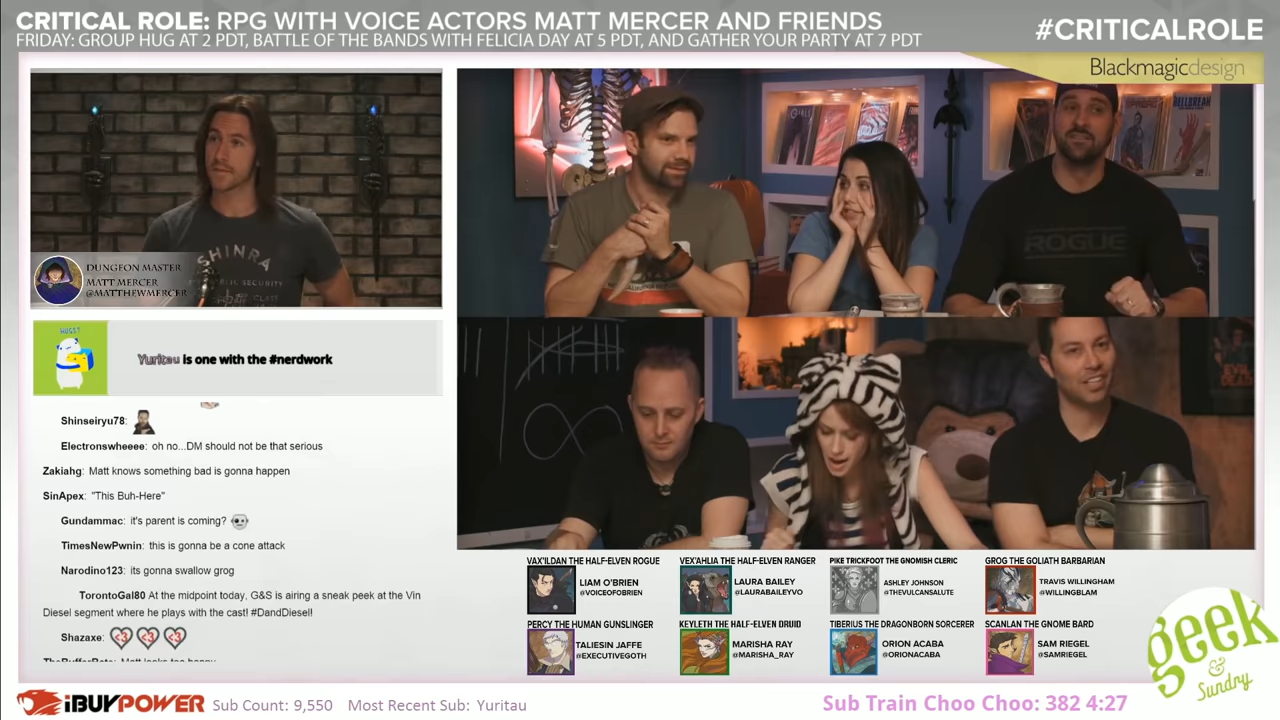 CRITICAL ROLE: RPG WITH VOICE ACTORS MATT MERCER AND FRIENDS
FRIDAY: GROUP HUG AT 2 PDT, BATTLE OF THE BANDS WITH FELICIA DAY AT 5 PDT, AND GATHER YOUR PARTY AT 7 PDT
#CRITICALROLE
Blackmagicdesign
SHINRA
DUNGEON MASTER
MATT MERCER
@MATTHEWMERCER
ROGUE
HUGS?
Yuritau is one with the #nerdwork
Shinseiryu78:
Electronswheeee: oh no...DM should not be that serious
Zakiahg: Matt knows something bad is gonna happen
SinApex: "This Buh-Here"
Gundammac: it's parent is coming?
TimesNewPwnin: this is gonna be a cone attack
Narodino123: its gonna swallow grog
TorontoGal80 At the midpoint today, G&S is airing a sneak peek at the Vin
Diesel segment where he plays with the cast! #DandDiesel!
Shazaxe: <3 <3 <3
VAX'ILDAN THE HALF-ELVEN ROGUE
LIAM O'BRIEN
@VOICEOFOBRIEN
VEX'AHLIA THE HALF-ELVEN RANGER
LAURA BAILEY
@LAURABAILEYVO
PIKE TRICKFOOT THE GNOMISH CLERIC
ASHLEY JOHNSON
@THEVULCANSALUTE
GROG THE GOLIATH BARBARIAN
TRAVIS WILLINGHAM
@WILLINGBLAM
PERCY THE HUMAN GUNSLINGER
TALIESIN JAFFE
@EXECUTIVEGOTH
KEYLETH THE HALF-ELVEN DRUID
MARISHA RAY
@MARISHA_RAY
TIBERIUS THE DRAGONBORN SORCERER
ORION ACABA
@ORIONACABA
SCANLAN THE GNOME BARD
SAM RIEGEL
@SAMRIEGEL
geek
&
Sundry
iBUYPOWER
Sub Count: 9,550 Most Recent Sub: Yuritau
Sub Train Choo Choo: 382 4:27